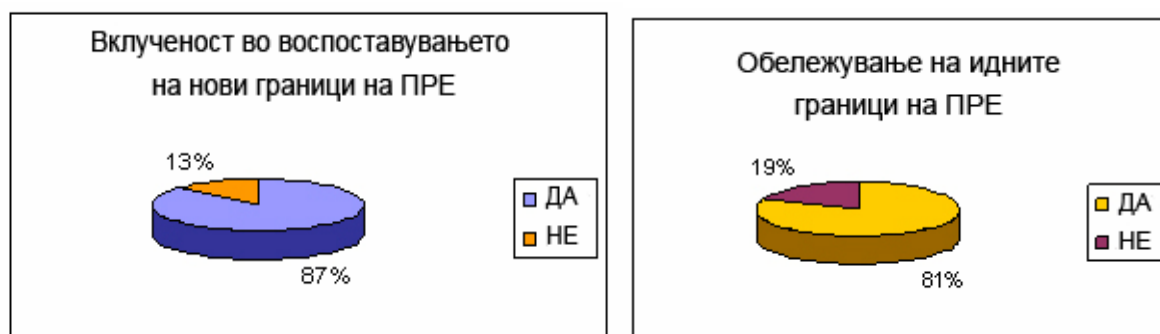 Вклученост во воспоставувањето
на нови граници на ПРЕ
13%
87%
ДА
НЕ
Обележување на идните
граници на ПРЕ
19%
81%
ДА
НЕ